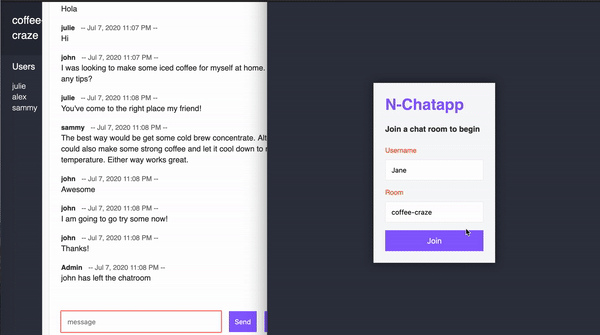 coffee-
craze
Users
julie
alex
sammy
Hola
julie -- Jul 7, 2020 11:07 PM --
Hi
john -- Jul 7, 2020 11:07 PM --
I was looking to make some iced coffee for myself at home.
any tips?
julie -- Jul 7, 2020 11:08 PM --
You've come to the right place my friend!
sammy -- Jul 7, 2020 11:08 PM --
The best way would be get some cold brew concentrate.
could also make some strong coffee and let it cool down to
temperature. Either way works great.
john -- Jul 7, 2020 11:08 PM --
Awesome
john -- Jul 7, 2020 11:08 PM --
I am going to go try some now!
john -- Jul 7, 2020 11:08 PM --
Thanks!
Admin -- Jul 7, 2020 11:08 PM --
john has left the chatroom
message
Send
N-Chatapp
Join a chat room to begin
Username
Jane
Room
coffee-craze
Join